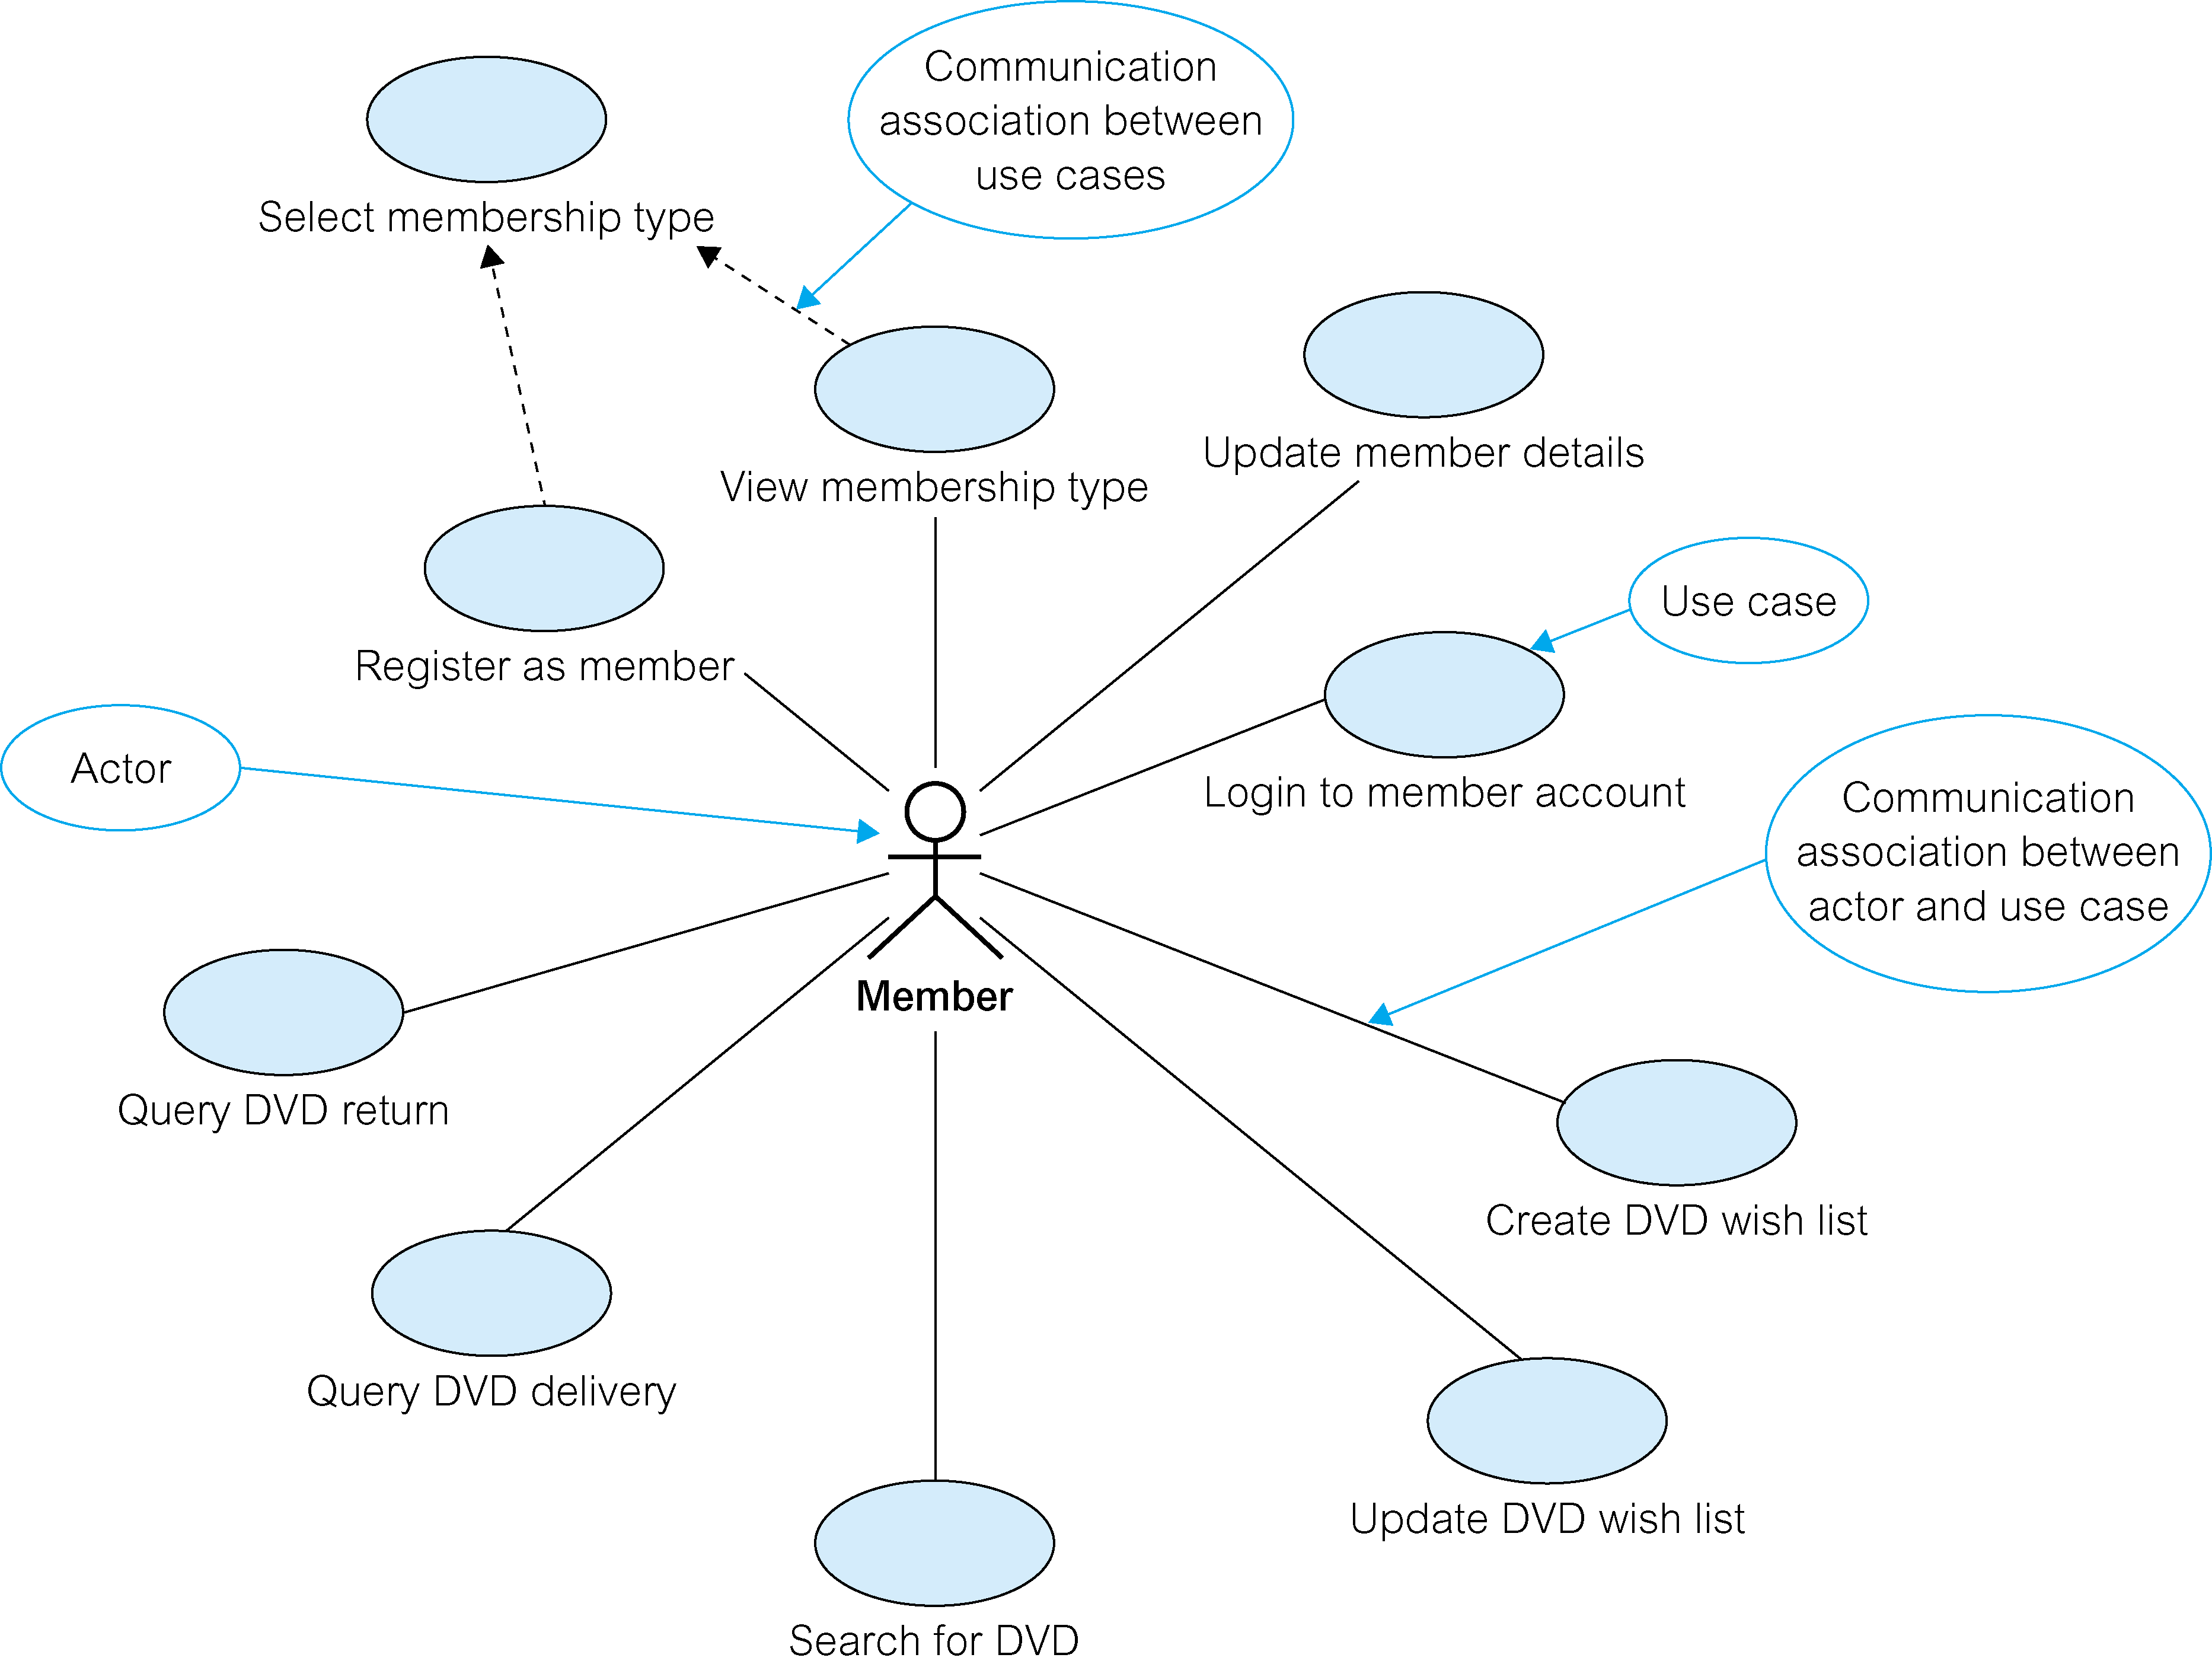 Communication
association between
use cases
Select membership type
Update member details
View membership type
Use case
Register as member
Actor
Login to member account
Communication
association between
actor and use case
Member
Query DVD return
Create DVD wish list
Query DVD delivery
Update DVD wish list
Search for DVD